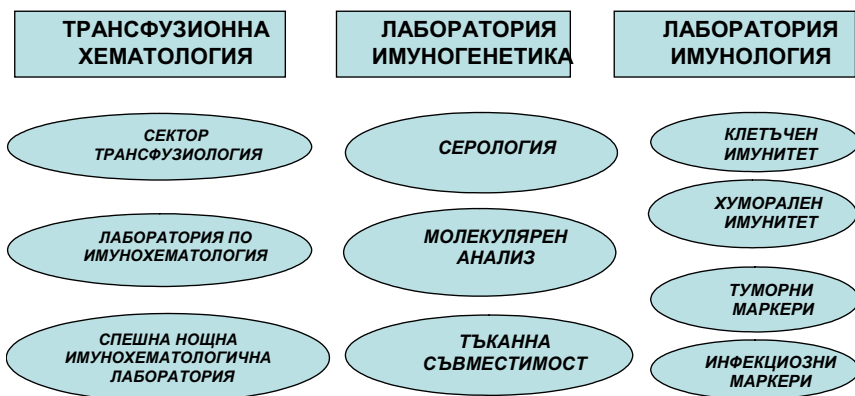 ТРАНСФУЗИОННА
ХЕМАТОЛОГИЯ
СЕКТОР
ТРАНСФУЗИОЛОГИЯ
ЛАБОРАТОРИЯ ПО
ИМУНОХЕМАТОЛОГИЯ
СПЕШНА НОЩНА
ИМУНОХЕМАТОЛОГИЧНА
ЛАБОРАТОРИЯ
ЛАБОРАТОРИЯ
ИМУНОГЕНЕТИКА
СЕРОЛОГИЯ
МОЛЕКУЛЯРЕН
АНАЛИЗ
ТЪКАННА
СЪВМЕСТИМОСТ
ЛАБОРАТОРИЯ
ИМУНОЛОГИЯ
КЛЕТЪЧЕН
ИМУНИТЕТ
ХУМОРАЛЕН
ИМУНИТЕТ
ТУМОРНИ
МАРКЕРИ
ИНФЕКЦИОЗНИ
МАРКЕРИ